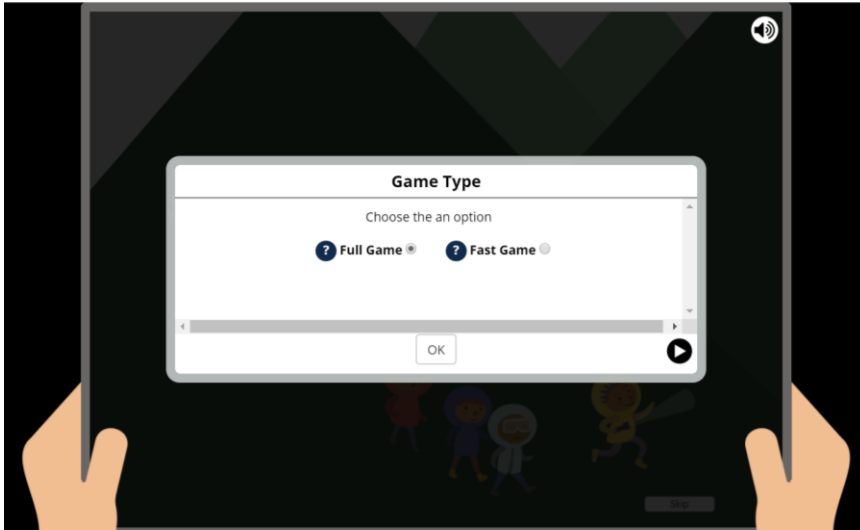 Game Type
Choose the an option
? Full Game ? Fast Game
OK
Skip